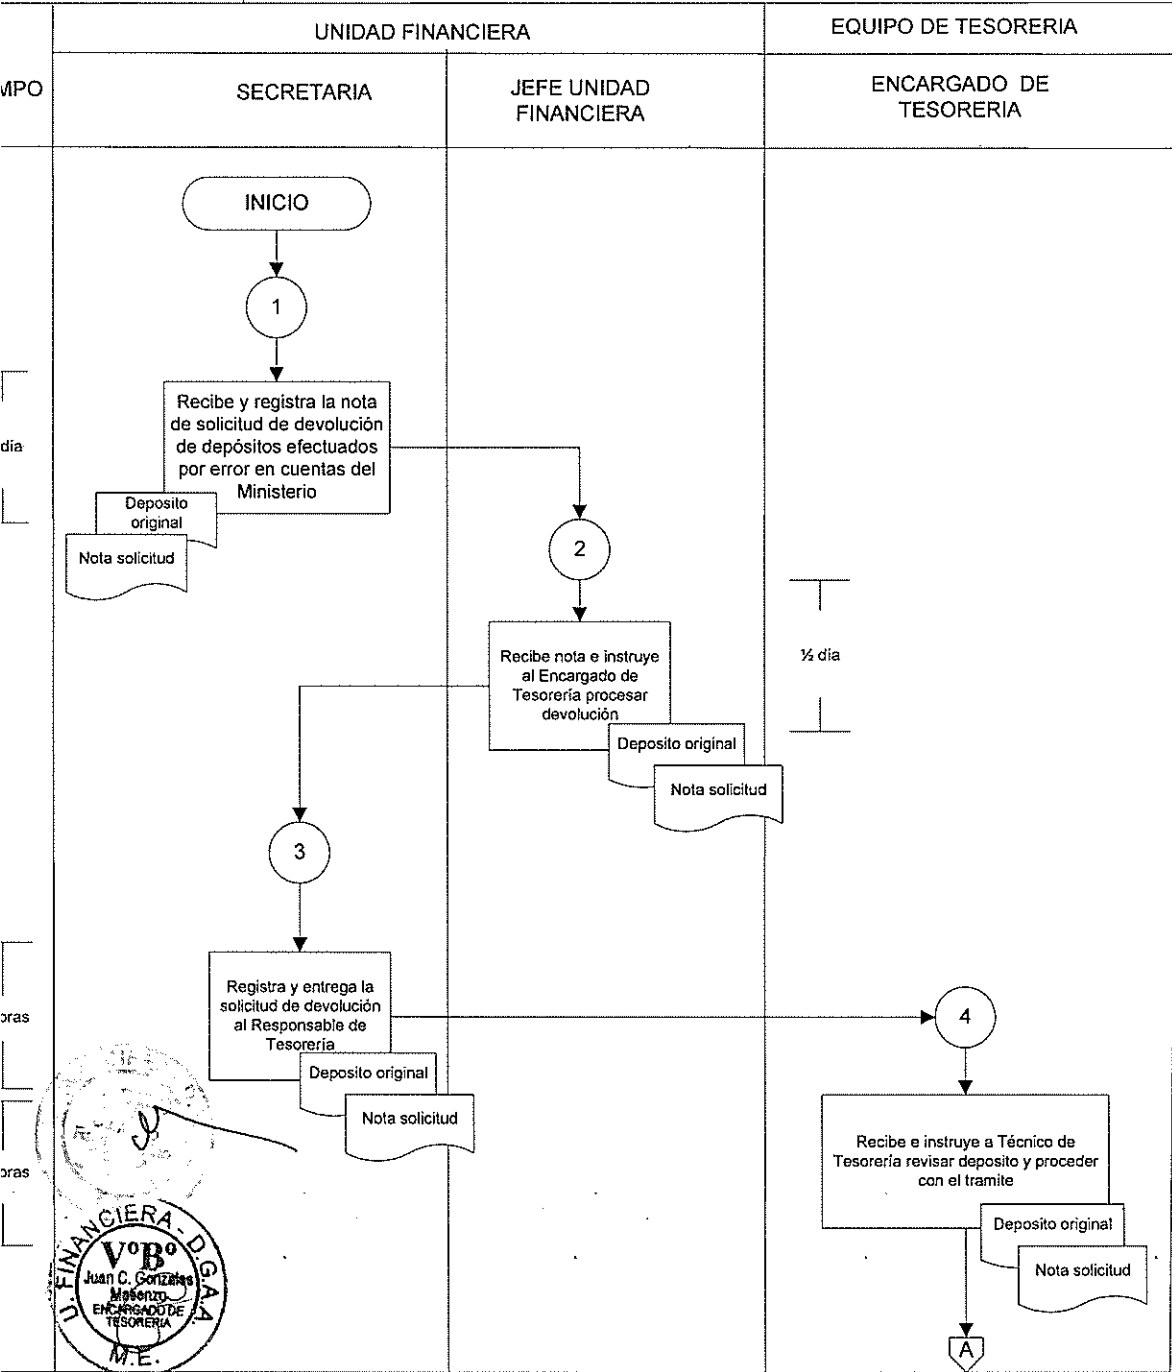 UNIDAD FINANCIERA
EQUIPO DE TESORERIA
MPO
SECRETARIA
JEFE UNIDAD
FINANCIERA
ENCARGADO DE
TESORERIA
INICIO
1
Recibe y registra la nota
de solicitud de devolución
de depósitos efectuados
por error en cuentas del
Ministerio
dia
Deposito
original
Nota solicitud
2
Recibe nota e instruye
al Encargado de
Tesorería procesar
devolución
½ dia
Deposito original
Nota solicitud
3
Registra y entrega la
solicitud de devolución
al Responsable de
Tesorería
oras
Deposito original
Nota solicitud
4
Recibe e instruye a Técnico de
Tesorería revisar deposito y proceder
con el tramite
oras
Deposito original
Nota solicitud
A
U. FINANCIERA - D.G.A.A.
VºBº
Juan C. Gonzales
ENCARGADO DE
TESORERIA
M.E.